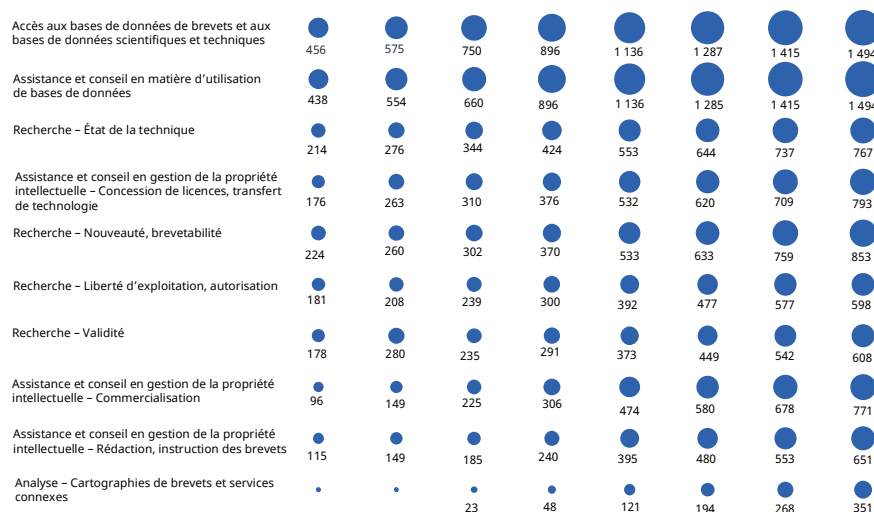 Accès aux bases de données de brevets et aux
bases de données scientifiques et techniques
456 575 750 896 1 136 1 287 1 415 1 494
Assistance et conseil en matière d’utilisation
de bases de données
438 554 660 896 1 136 1 285 1 415 1 494
Recherche – État de la technique
214 276 344 424 553 644 737 767
Assistance et conseil en gestion de la propriété
intellectuelle – Concession de licences, transfert
de technologie
176 263 310 376 532 620 709 793
Recherche – Nouveauté, brevetabilité
224 260 302 370 533 633 759 853
Recherche – Liberté d’exploitation, autorisation
181 208 239 300 392 477 577 598
Recherche – Validité
178 280 235 291 373 449 542 608
Assistance et conseil en gestion de la propriété
intellectuelle – Commercialisation
96 149 225 306 474 580 678 771
Assistance et conseil en gestion de la propriété
intellectuelle – Rédaction, instruction des brevets
115 149 185 240 395 480 553 651
Analyse – Cartographies de brevets et services
connexes
23 48 121 194 268 351